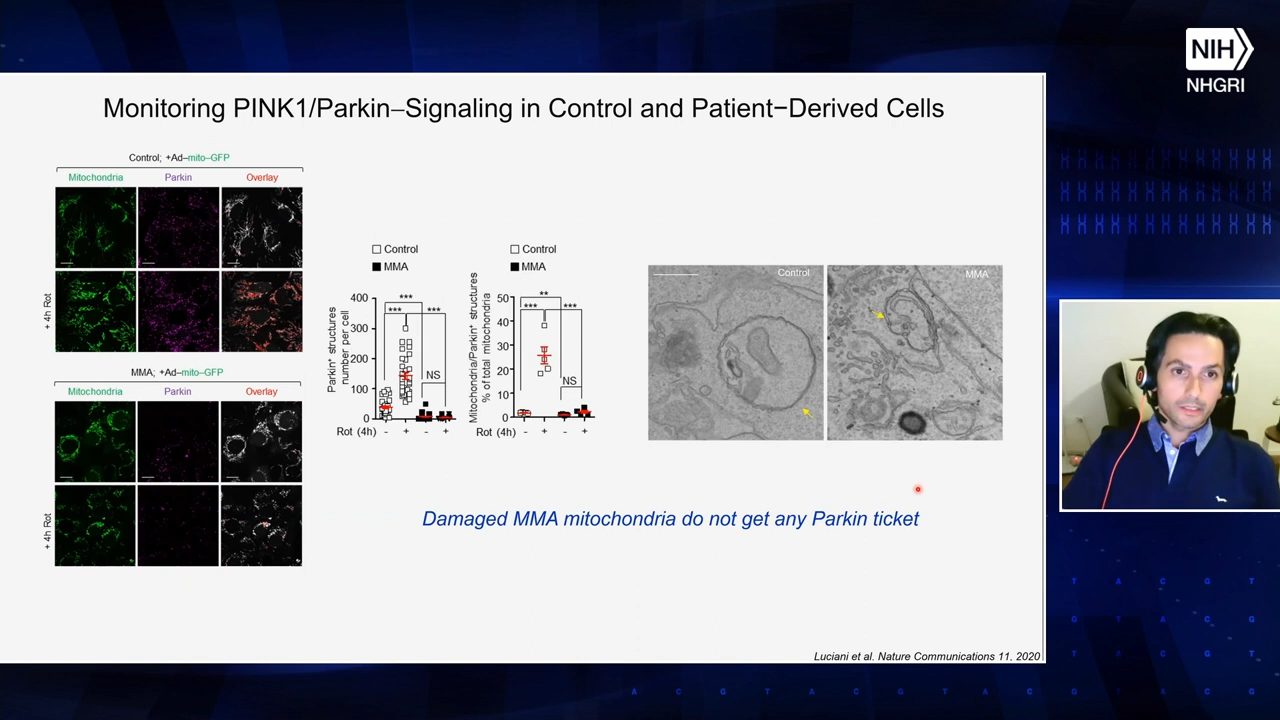 NIH
NHGRI
Monitoring PINK1/Parkin–Signaling in Control and Patient−Derived Cells
Control; +Ad–mito–GFP
Mitochondria Parkin Overlay
+ 4h Rot
MMA; +Ad–mito–GFP
Mitochondria Parkin Overlay
+ 4h Rot
Control
MMA
Parkin⁺ structures
number per cell
400
300
200
100
0
***
*** ***
NS
Rot (4h) - + - +
Control
MMA
Mitochondria/Parkin⁺ structures
% of total mitochondria
50
40
30
20
10
0
**
*** ***
NS
Rot (4h) - + - +
Control
MMA
Damaged MMA mitochondria do not get any Parkin ticket
Luciani et al. Nature Communications 11, 2020
T A C G T
G T A C G
T A C G T
A C G T A C G T A C G T A C G